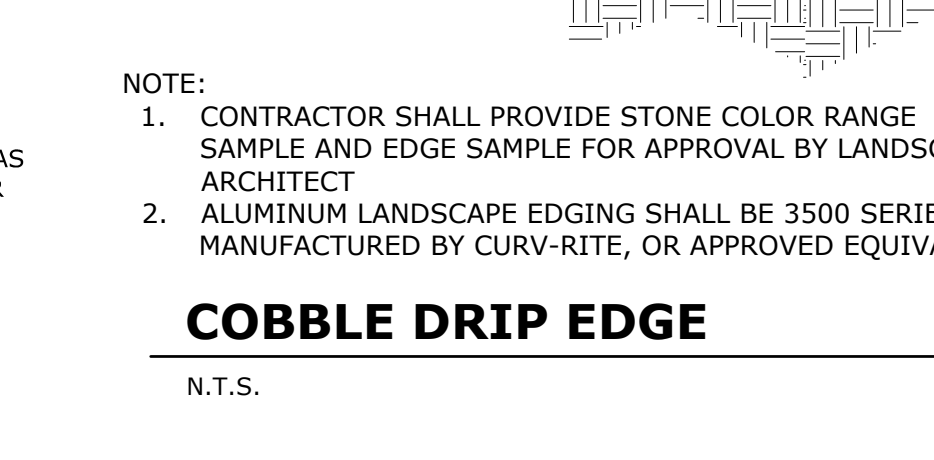 AS
R
NOTE:
1. CONTRACTOR SHALL PROVIDE STONE COLOR RANGE
SAMPLE AND EDGE SAMPLE FOR APPROVAL BY
ARCHITECT
2. ALUMINUM LANDSCAPE EDGING SHALL BE 3500
MANUFACTURED BY CURV-RITE, OR APPROVED
COBBLE DRIP EDGE
N.T.S.